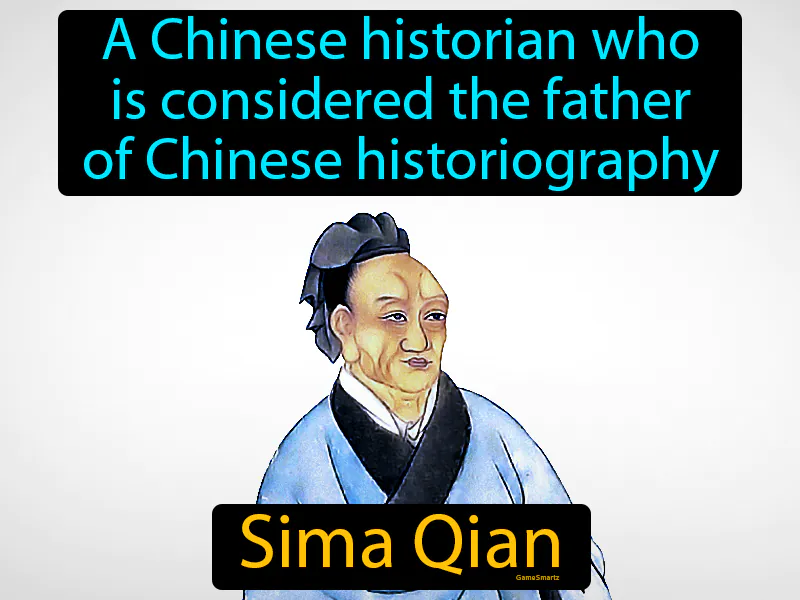 A Chinese historian who
is considered the father
of Chinese historiography
Sima Qian
GameSmartz